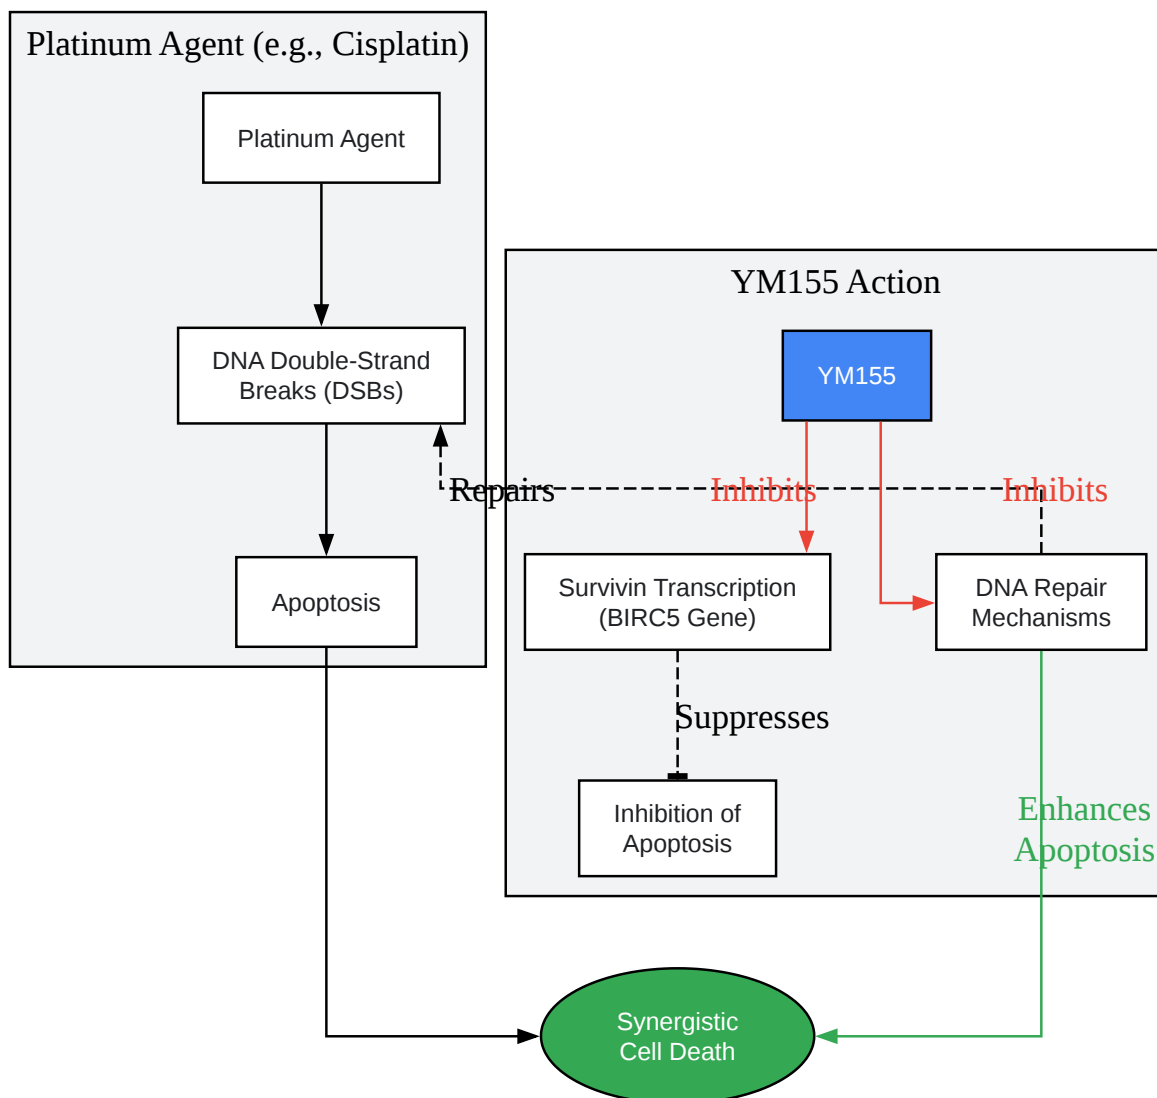 Platinum Agent (e.g., Cisplatin)
Platinum Agent
DNA Double-Strand
Breaks (DSBs)
Apoptosis
YM155 Action
YM155
Repairs
Inhibits
Inhibits
Survivin Transcription
(BIRC5 Gene)
DNA Repair
Mechanisms
Suppresses
Inhibition of
Apoptosis
Enhances
Apoptosis
Synergistic
Cell Death